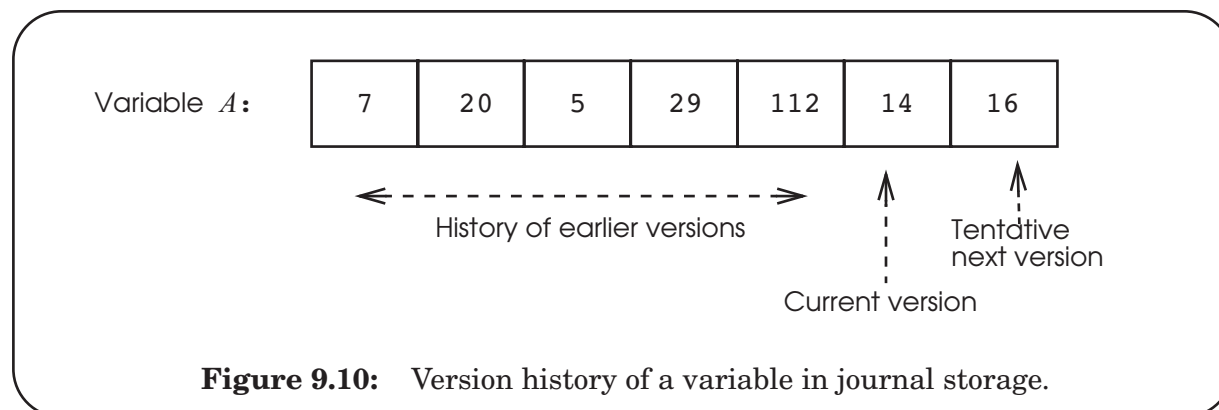 Variable A:
7 20 5 29 112 14 16
History of earlier versions
Tentative
next version
Current version
Figure 9.10: Version history of a variable in journal storage.